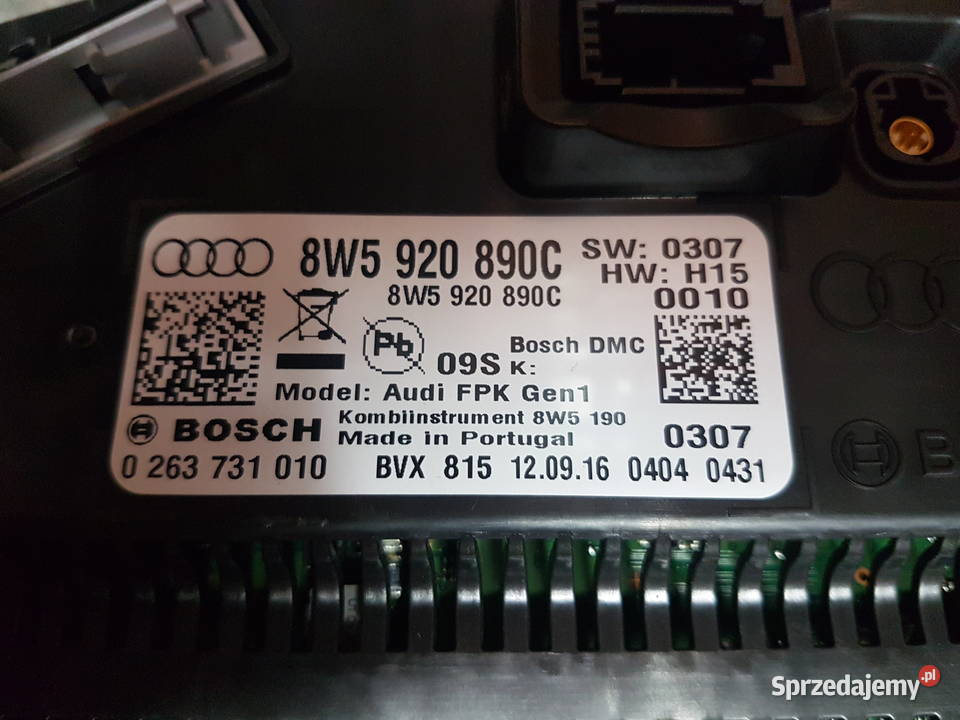 8W5 920 890C SW: 0307
HW: H15
8W5 920 890C 0010
Pb 09S Bosch DMC
K:
Model: Audi FPK Gen1
Kombiinstrument 8W5 190
BOSCH Made in Portugal 0307
0 263 731 010 BVX 815 12.09.16 0404 0431
B
Sprzedajemy.pl